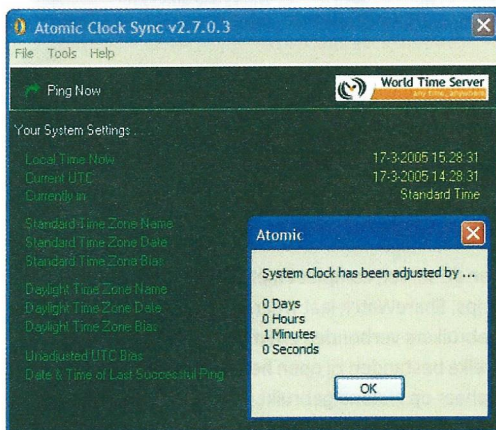 Atomic Clock Sync v2.7.0.3
File Tools Help
Ping Now
World Time Server
any time, anywhere
Your System Settings . . .
Local Time Now 17-3-2005 15:28:31
Current UTC 17-3-2005 14:28:31
Currently in Standard Time
Standard Time Zone Name
Standard Time Zone Date
Standard Time Zone Bias
Daylight Time Zone Name
Daylight Time Zone Date
Daylight Time Zone Bias
Unadjusted UTC Bias
Date & Time of Last Successful Ping
Atomic
System Clock has been adjusted by ...
0 Days
0 Hours
1 Minutes
0 Seconds
OK